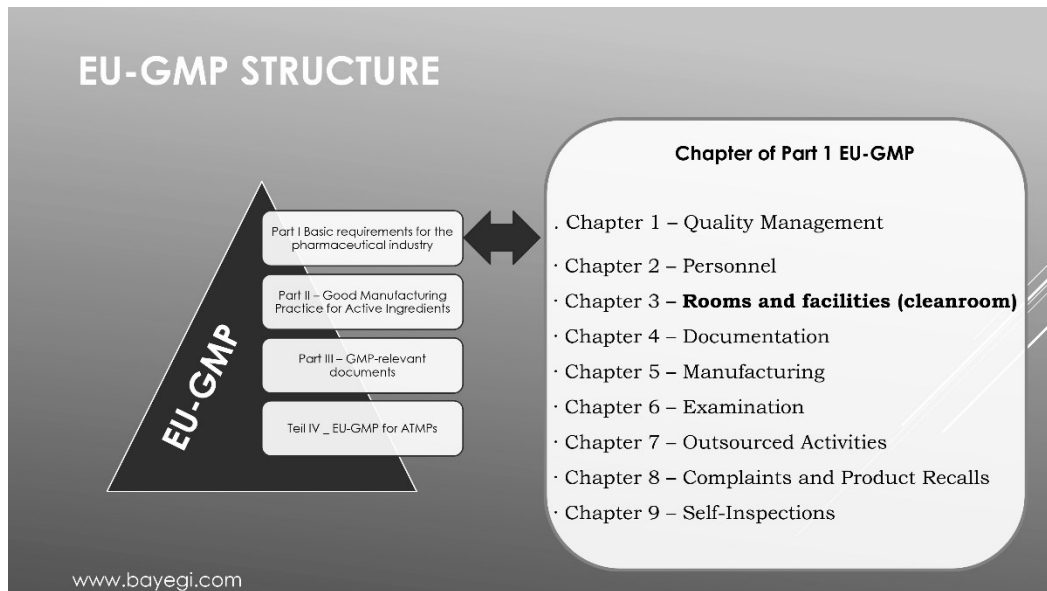 EU-GMP STRUCTURE
EU-GMP
Part I Basic requirements for the
pharmaceutical industry
Part II – Good Manufacturing
Practice for Active Ingredients
Part III – GMP-relevant
documents
Teil IV _ EU-GMP for ATMPs
Chapter of Part 1 EU-GMP
. Chapter 1 – Quality Management
· Chapter 2 – Personnel
· Chapter 3 – Rooms and facilities (cleanroom)
· Chapter 4 – Documentation
· Chapter 5 – Manufacturing
· Chapter 6 – Examination
· Chapter 7 – Outsourced Activities
· Chapter 8 – Complaints and Product Recalls
· Chapter 9 – Self-Inspections
www.bayegi.com